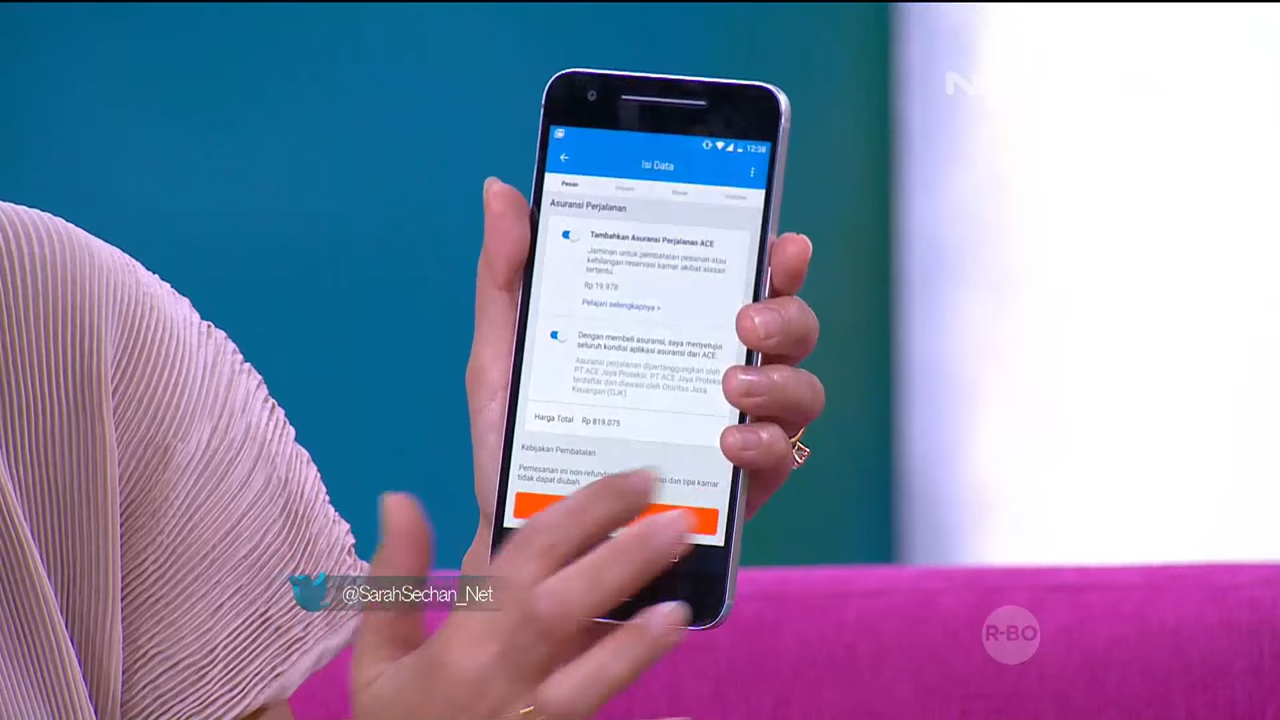 12:38
Isi Data
Pesan
Asuransi Perjalanan
Tambahkan Asuransi Perjalanan ACE
Jaminan untuk pembatalan pesanan atau
kehilangan reservasi kamar akibat alasan
tertentu.
Rp 19.978
Pelajari selengkapnya >
Dengan membeli asuransi, saya menyetujui
seluruh kondisi aplikasi asuransi dari ACE.
Asuransi perjalanan dipertanggungkan oleh
PT ACE Jaya Proteksi. PT ACE Jaya Proteksi
terdaftar dan diawasi oleh Otoritas Jasa
Keuangan (OJK)
Harga Total Rp 819.075
Kebijakan Pembatalan
Pemesanan ini dan tipe kamar
tidak dapat diubah.
@SarahSechan_Net
R-BO